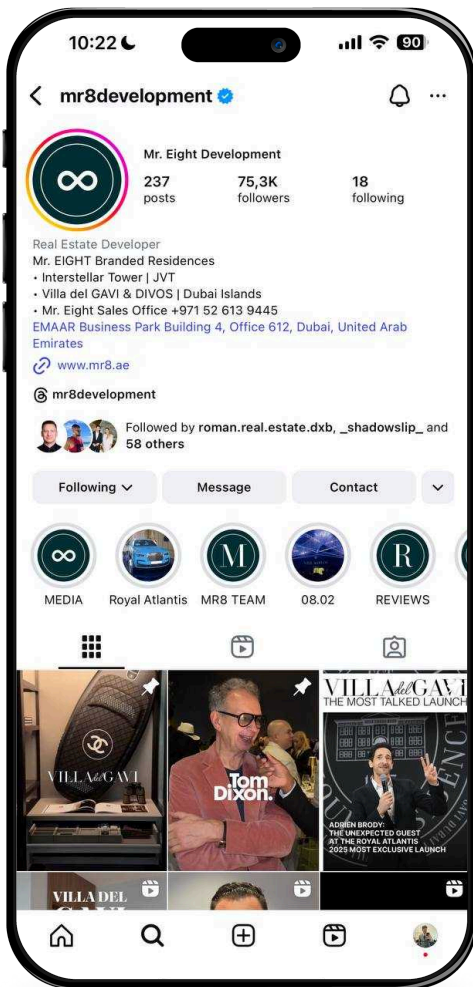 10:22
90
mr8development
Mr. Eight Development
237 75,3K 18
posts followers following
Real Estate Developer
Mr. EIGHT Branded Residences
• Interstellar Tower | JVT
• Villa del GAVI & DIVOS | Dubai Islands
• Mr. Eight Sales Office +971 52 613 9445
EMAAR Business Park Building 4, Office 612, Dubai, United Arab
Emirates
www.mr8.ae
mr8development
Followed by roman.real.estate.dxb, _shadowslip_ and
58 others
Following Message Contact
M R
MEDIA Royal Atlantis MR8 TEAM 08.02 REVIEWS
VILLA del GAVI
Tom
Dixon.
VILLA del GAVI
THE MOST TALKED LAUNCH
ADRIEN BRODY:
THE UNEXPECTED GUEST
AT THE ROYAL ATLANTIS
2025 MOST EXCLUSIVE LAUNCH
VILLA DEL